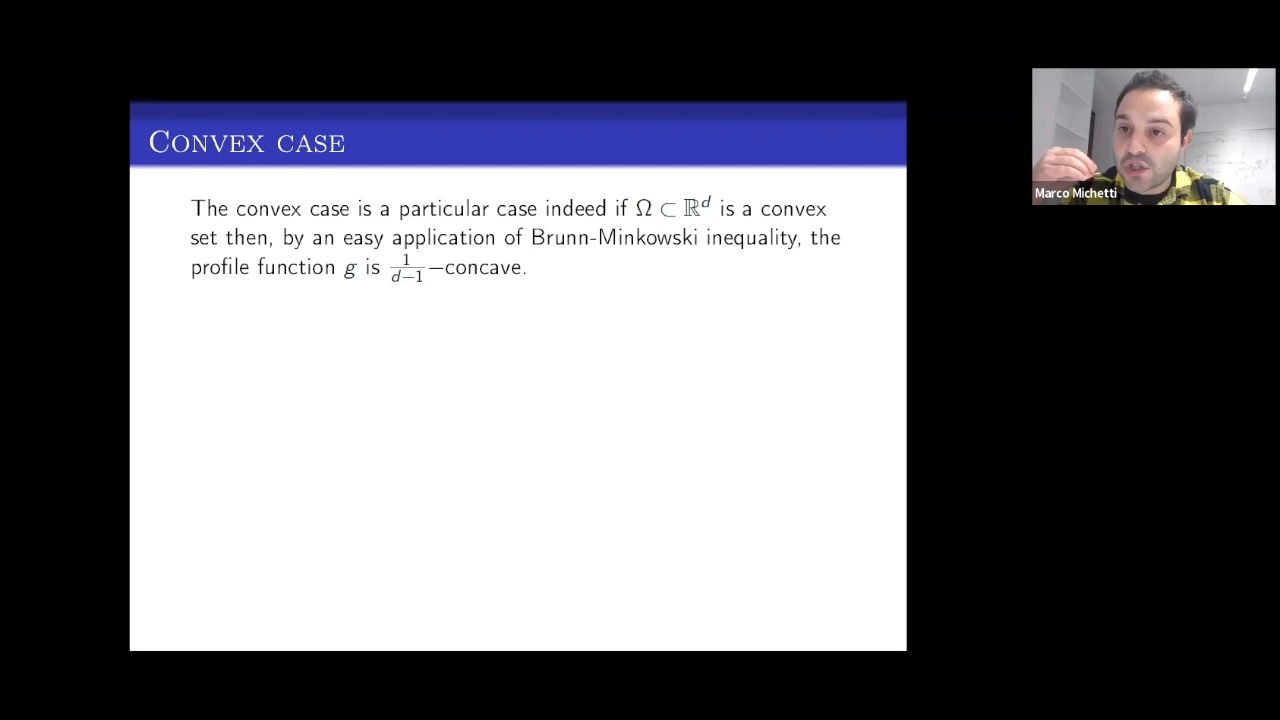 Convex case
The convex case is a particular case indeed if Ω ⊂ ℝᵈ is a convex
set then, by an easy application of Brunn-Minkowski inequality, the
profile function g is 1/(d−1)−concave.
Marco Michetti